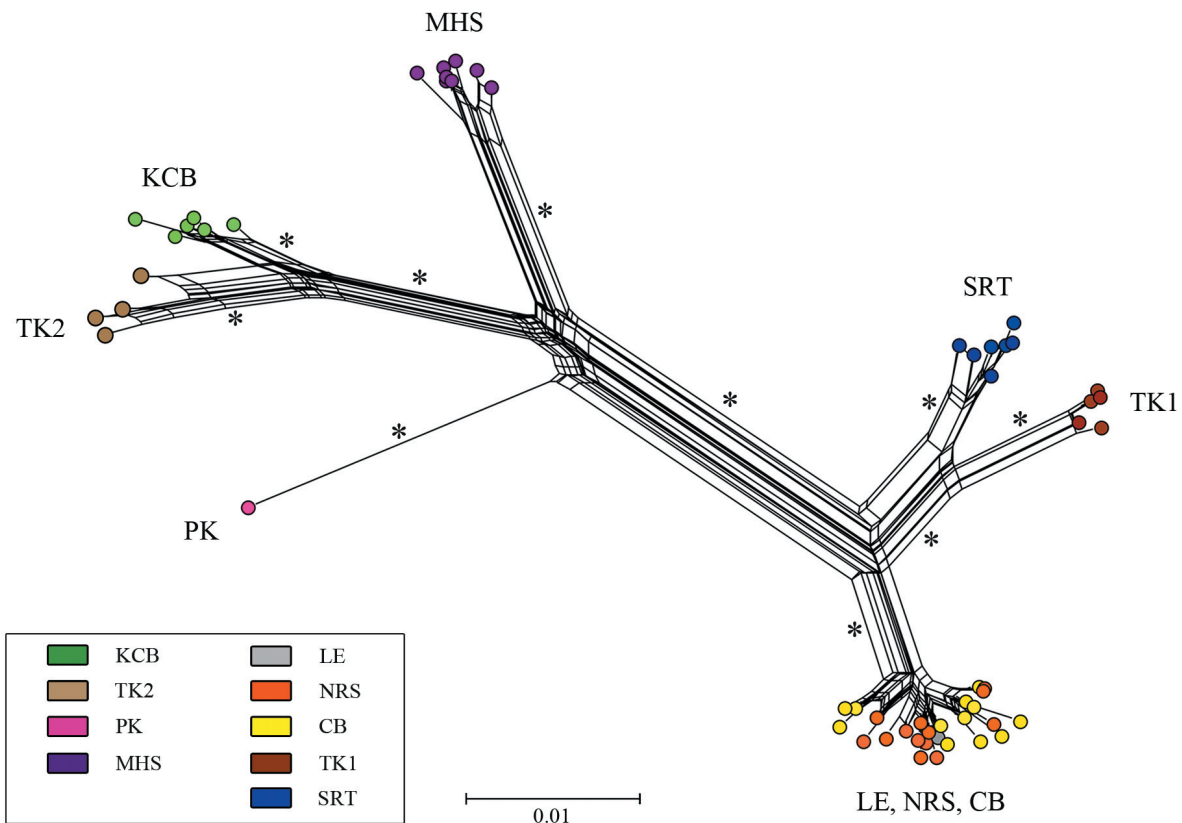 MHS
KCB
*
*
*
SRT
TK2
*
*
*
*
TK1
*
PK
*
*
KCB
TK2
PK
MHS
LE
NRS
CB
TK1
SRT
0.01
LE, NRS, CB